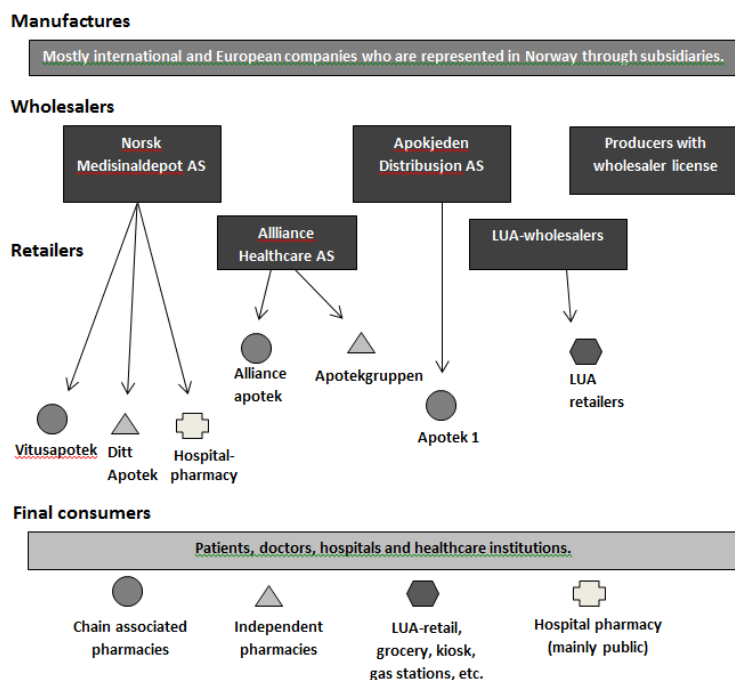 Manufactures
Mostly international and European companies who are represented in Norway through subsidiaries.
Wholesalers
Norsk
Medisinaldepot AS
Apokjeden
Distribusjon AS
Producers with
wholesaler license
Retailers
Allliance
Healthcare AS
LUA-wholesalers
Alliance
apotek
Apotekgruppen
LUA
retailers
Vitusapotek
Ditt
Apotek
Hospital-
pharmacy
Apotek 1
Final consumers
Patients, doctors, hospitals and healthcare institutions.
Chain associated
pharmacies
Independent
pharmacies
LUA-retail,
grocery, kiosk,
gas stations, etc.
Hospital pharmacy
(mainly public)